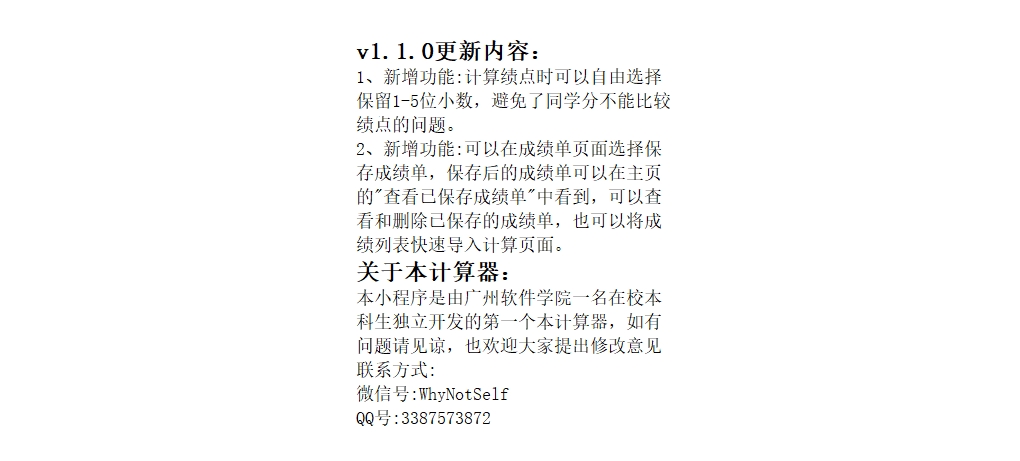 v1.1.0更新内容:
1、新增功能:计算绩点时可以自由选择
保留1-5位小数，避免了同学分不能比较
绩点的问题。
2、新增功能:可以在成绩单页面选择保
存成绩单，保存后的成绩单可以在主页
的"查看已保存成绩单"中看到，可以查
看和删除已保存的成绩单，也可以将成
绩列表快速导入计算页面。
关于本计算器:
本小程序是由广州软件学院一名在校本
科生独立开发的第一个本计算器，如有
问题请见谅，也欢迎大家提出修改意见
联系方式:
微信号:WhyNotSelf
QQ号:3387573872